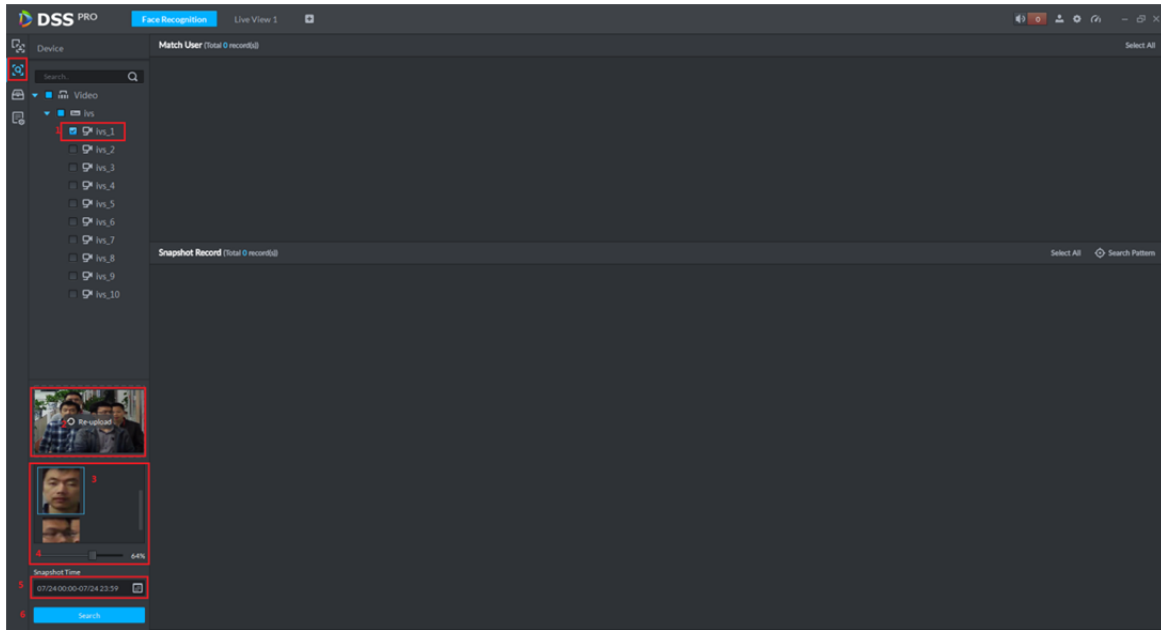 DSS PRO
Face Recognition
Live View 1
0
Device
Match User (Total 0 record(s))
Select All
Search..
Video
ivs
1
ivs_1
ivs_2
ivs_3
ivs_4
ivs_5
ivs_6
ivs_7
ivs_8
ivs_9
ivs_10
Snapshot Record (Total 0 record(s))
Select All
Search Pattern
2
Re-upload
3
4
64%
Snapshot Time
5
07/24 00:00-07/24 23:59
6
Search